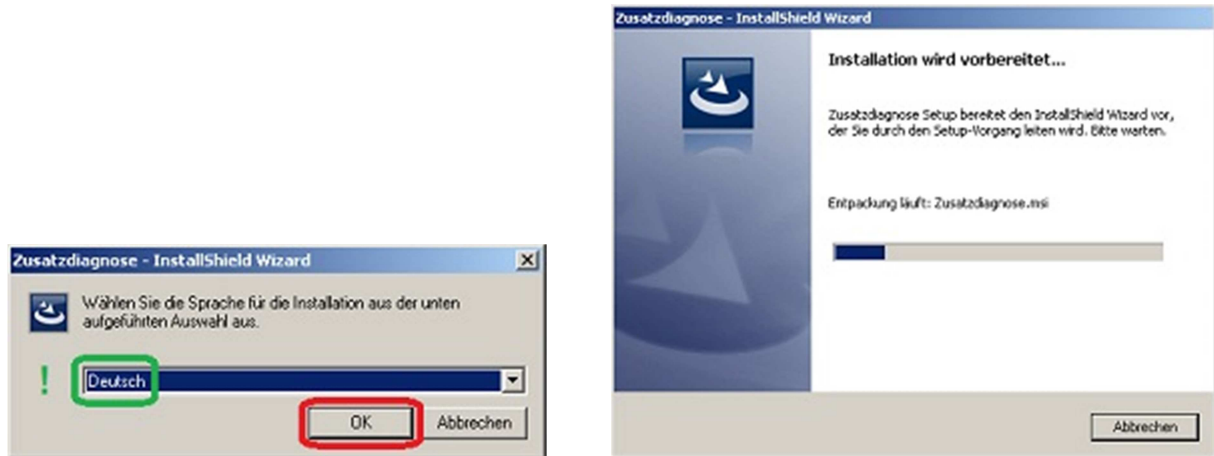 Zusatzdiagnose - InstallShield Wizard
Wählen Sie die Sprache für die Installation aus der unten
aufgeführten Auswahl aus.
!
Deutsch
OK
Abbrechen
Zusatzdiagnose - InstallShield Wizard
Installation wird vorbereitet...
Zusatzdiagnose Setup bereitet den InstallShield Wizard vor,
der Sie durch den Setup-Vorgang leiten wird. Bitte warten.
Entpackung läuft: Zusatzdiagnose.msi
Abbrechen